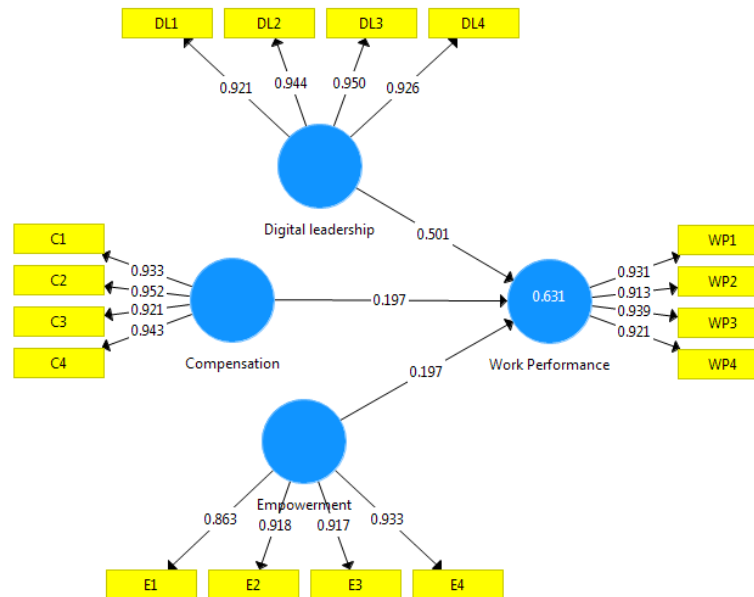 DL1 DL2 DL3 DL4
0.921 0.944 0.950 0.926
Digital leadership
0.501
C1
C2
C3
C4
0.933
0.952
0.921
0.943
Compensation
0.197
0.631
Work Performance
WP1
WP2
WP3
WP4
0.931
0.913
0.939
0.921
0.197
Empowerment
0.863 0.918 0.917 0.933
E1 E2 E3 E4